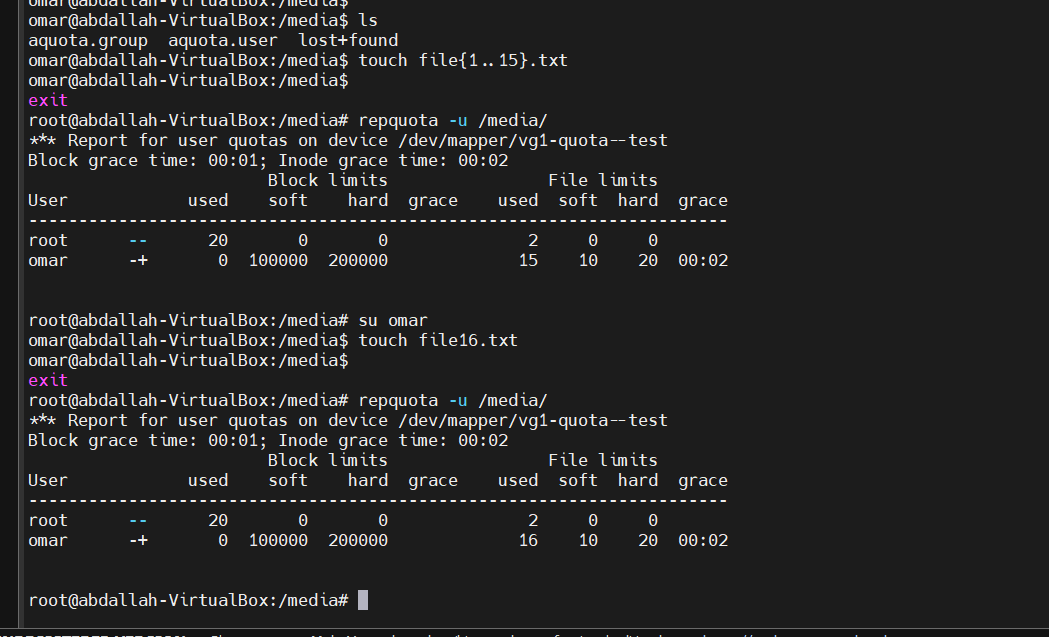 omar@abdallah-VirtualBox:/media$
omar@abdallah-VirtualBox:/media$ ls
aquota.group  aquota.user  lost+found
omar@abdallah-VirtualBox:/media$ touch file{1..15}.txt
omar@abdallah-VirtualBox:/media$
exit
root@abdallah-VirtualBox:/media# repquota -u /media/
*** Report for user quotas on device /dev/mapper/vg1-quota--test
Block grace time: 00:01; Inode grace time: 00:02
                        Block limits                File limits
User            used    soft    hard  grace    used  soft  hard  grace
----------------------------------------------------------------------
root      --      20       0       0              2     0     0
omar      -+       0  100000  200000             15    10    20  00:02
root@abdallah-VirtualBox:/media# su omar
omar@abdallah-VirtualBox:/media$ touch file16.txt
omar@abdallah-VirtualBox:/media$
exit
root@abdallah-VirtualBox:/media# repquota -u /media/
*** Report for user quotas on device /dev/mapper/vg1-quota--test
Block grace time: 00:01; Inode grace time: 00:02
                        Block limits                File limits
User            used    soft    hard  grace    used  soft  hard  grace
----------------------------------------------------------------------
root      --      20       0       0              2     0     0
omar      -+       0  100000  200000             16    10    20  00:02
root@abdallah-VirtualBox:/media#